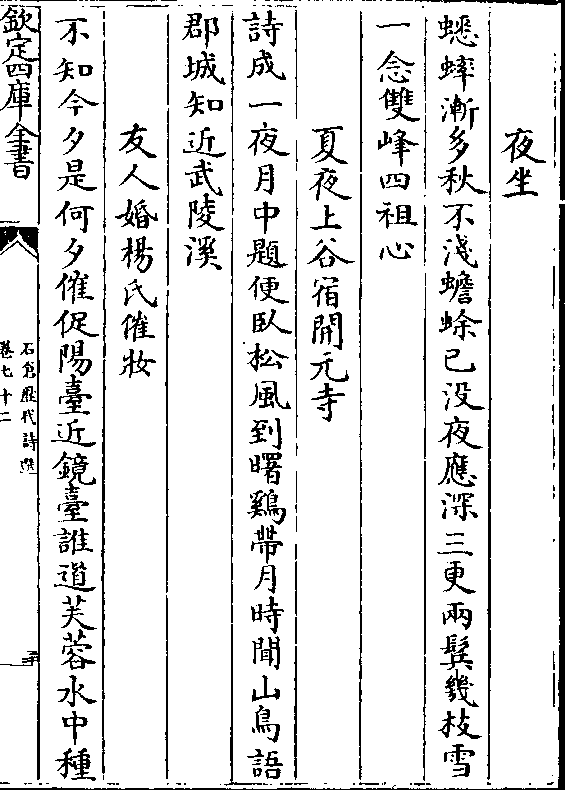 夜坐
蟋蟀漸多秋不淺蟾蜍已没夜應深三更兩鬂幾枝雪
一念雙峰四祖心
夏夜上谷宿開元寺
詩成一夜月中題便臥松風到曙鷄帶月時聞山鳥語
郡城知近武陵溪
友人婚楊氏催妝
不知今夕是何夕催促陽臺近鏡臺誰道芙蓉水中種
欽定四庫全書
石倉歷代詩選
卷七十二